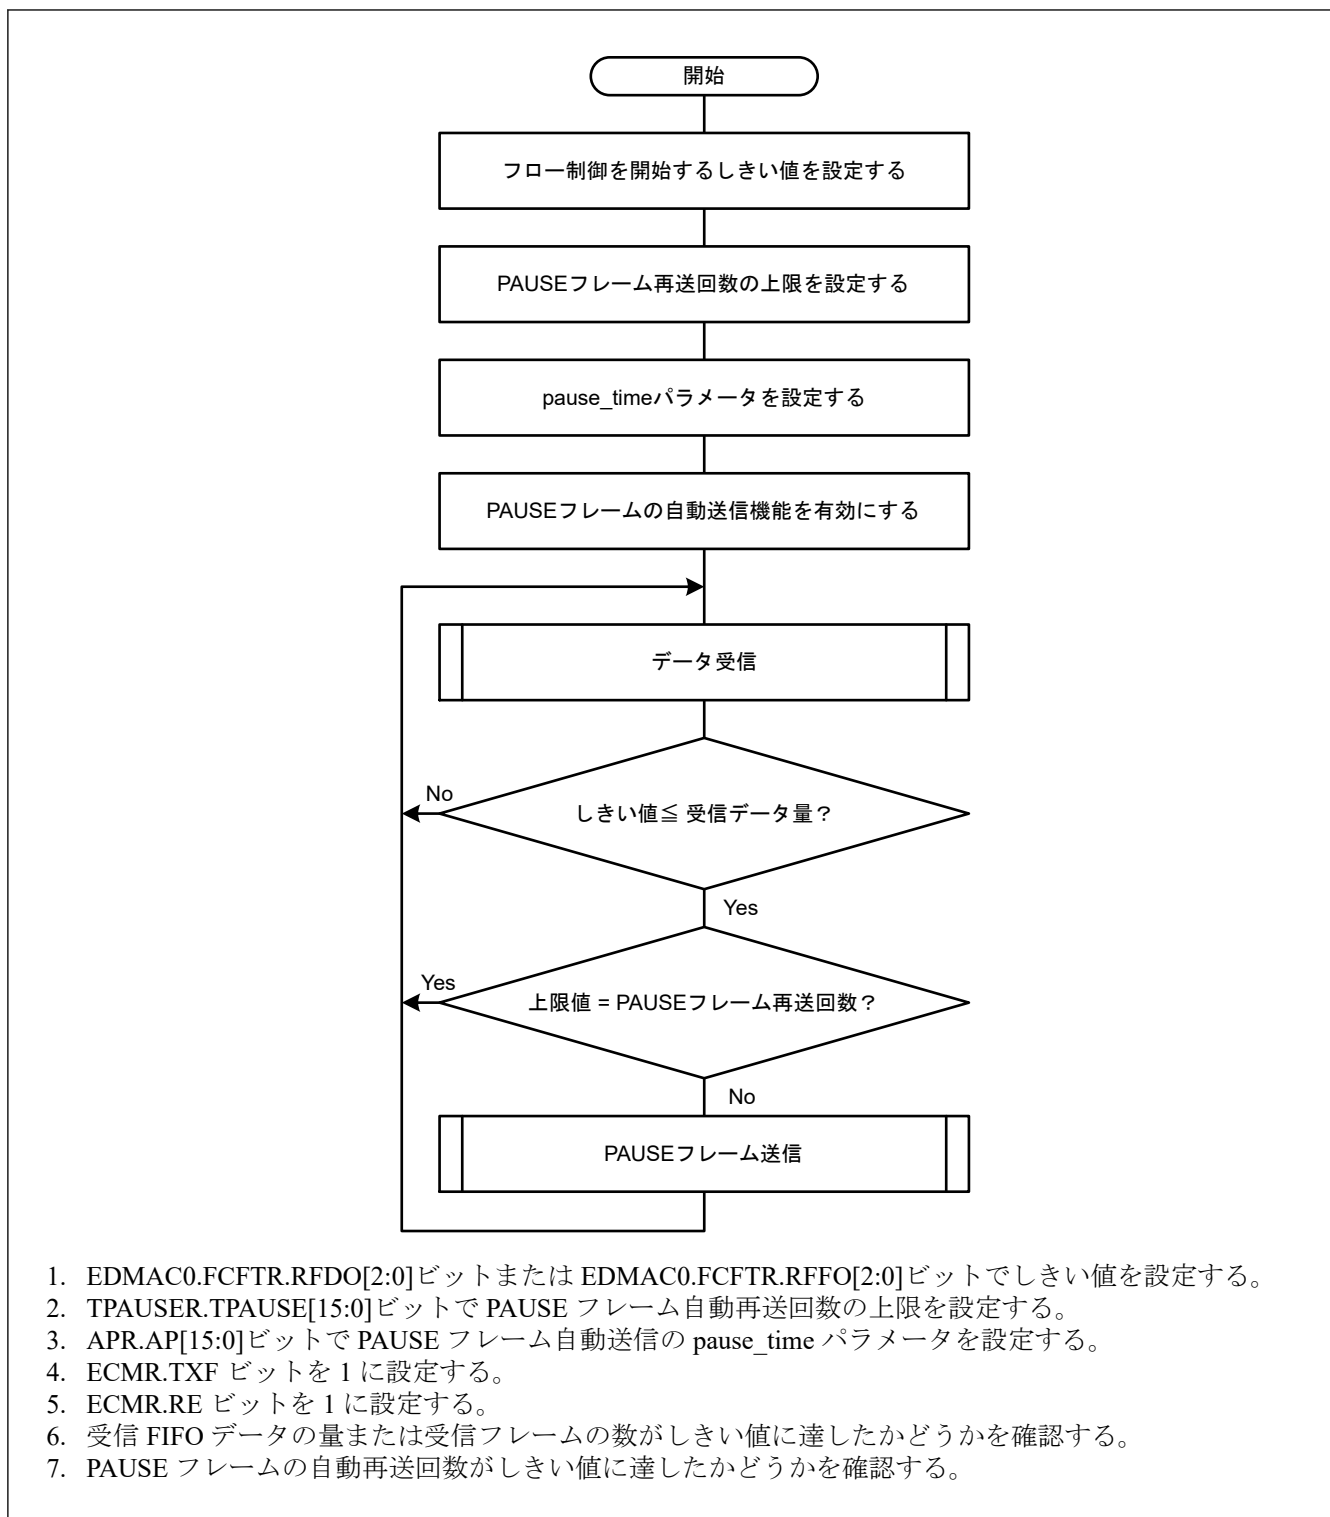 開始
フロー制御を開始するしきい値を設定する
PAUSEフレーム再送回数の上限を設定する
pause_timeパラメータを設定する
PAUSEフレームの自動送信機能を有効にする
データ受信
No
しきい値≦ 受信データ量？
Yes
Yes
上限値 = PAUSEフレーム再送回数？
No
PAUSEフレーム送信
1. EDMAC0.FCFTR.RFDO[2:0]ビットまたは EDMAC0.FCFTR.RFFO[2:0]ビットでしきい値を設定する。
2. TPAUSER.TPAUSE[15:0]ビットで PAUSE フレーム自動再送回数の上限を設定する。
3. APR.AP[15:0]ビットで PAUSE フレーム自動送信の pause_time パラメータを設定する。
4. ECMR.TXF ビットを 1 に設定する。
5. ECMR.RE ビットを 1 に設定する。
6. 受信 FIFO データの量または受信フレームの数がしきい値に達したかどうかを確認する。
7. PAUSE フレームの自動再送回数がしきい値に達したかどうかを確認する。